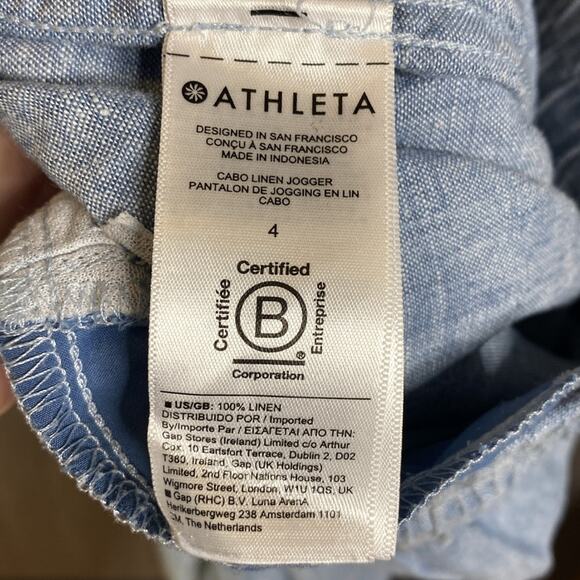 ATHLETA
DESIGNED IN SAN FRANCISCO
CONÇU À SAN FRANCISCO
MADE IN INDONESIA
CABO LINEN JOGGER
PANTALON DE JOGGING EN LIN
CABO
4
Certified
Certifiée
B
®
Entreprise
Corporation
US/GB: 100% LINEN
DISTRIBUIDO POR / Imported
By/Importe Par / ΕΙΣΑΓΕΤΑΙ ΑΠΟ ΤΗΝ:
Gap Stores (Ireland) Limited c/o Arthur
Cox, 10 Earlsfort Terrace, Dublin 2, D02
T380, Ireland, Gap (UK Holdings)
Limited, 2nd Floor Nations House, 103
Wigmore Street, London, W1U 1QS, UK
Gap (RHC) B.V. Luna ArenA
Herikerbergweg 238 Amsterdam 1101
CM, The Netherlands